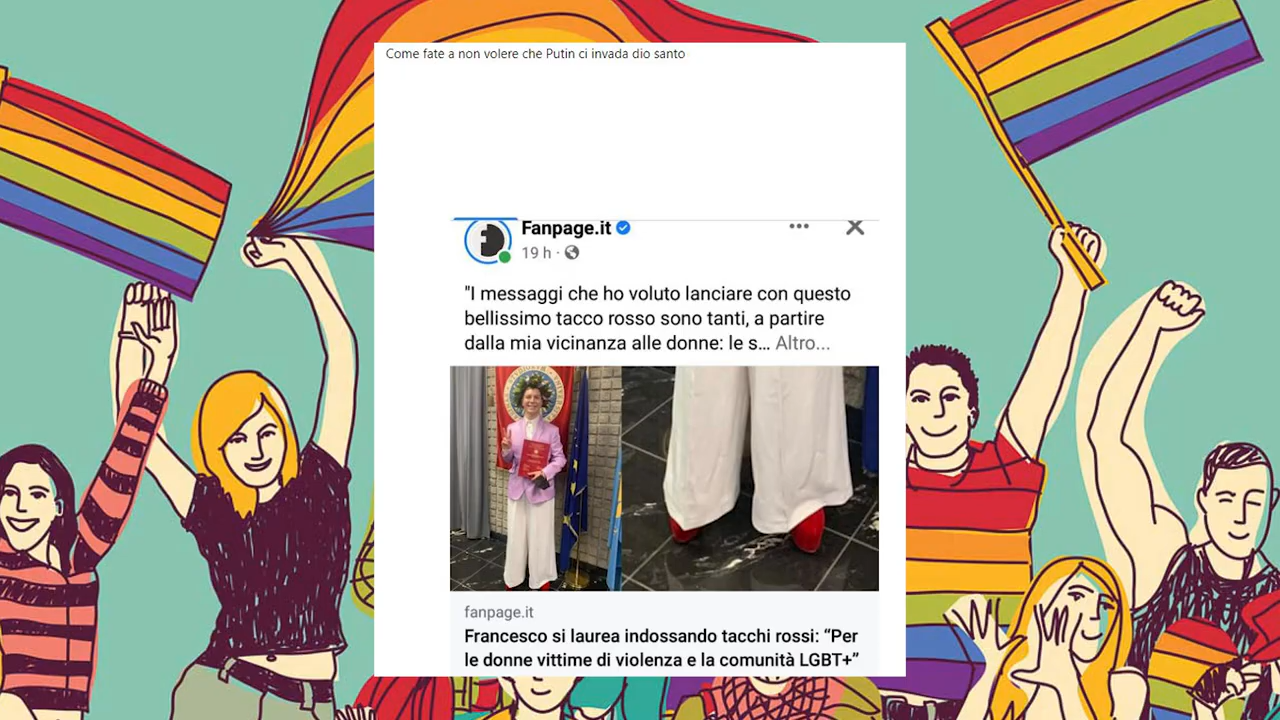 Come fate a non volere che Putin ci invada dio santo
Fanpage.it
19 h ·
"I messaggi che ho voluto lanciare con questo
bellissimo tacco rosso sono tanti, a partire
dalla mia vicinanza alle donne: le s... Altro...
fanpage.it
Francesco si laurea indossando tacchi rossi: “Per
le donne vittime di violenza e la comunità LGBT+”